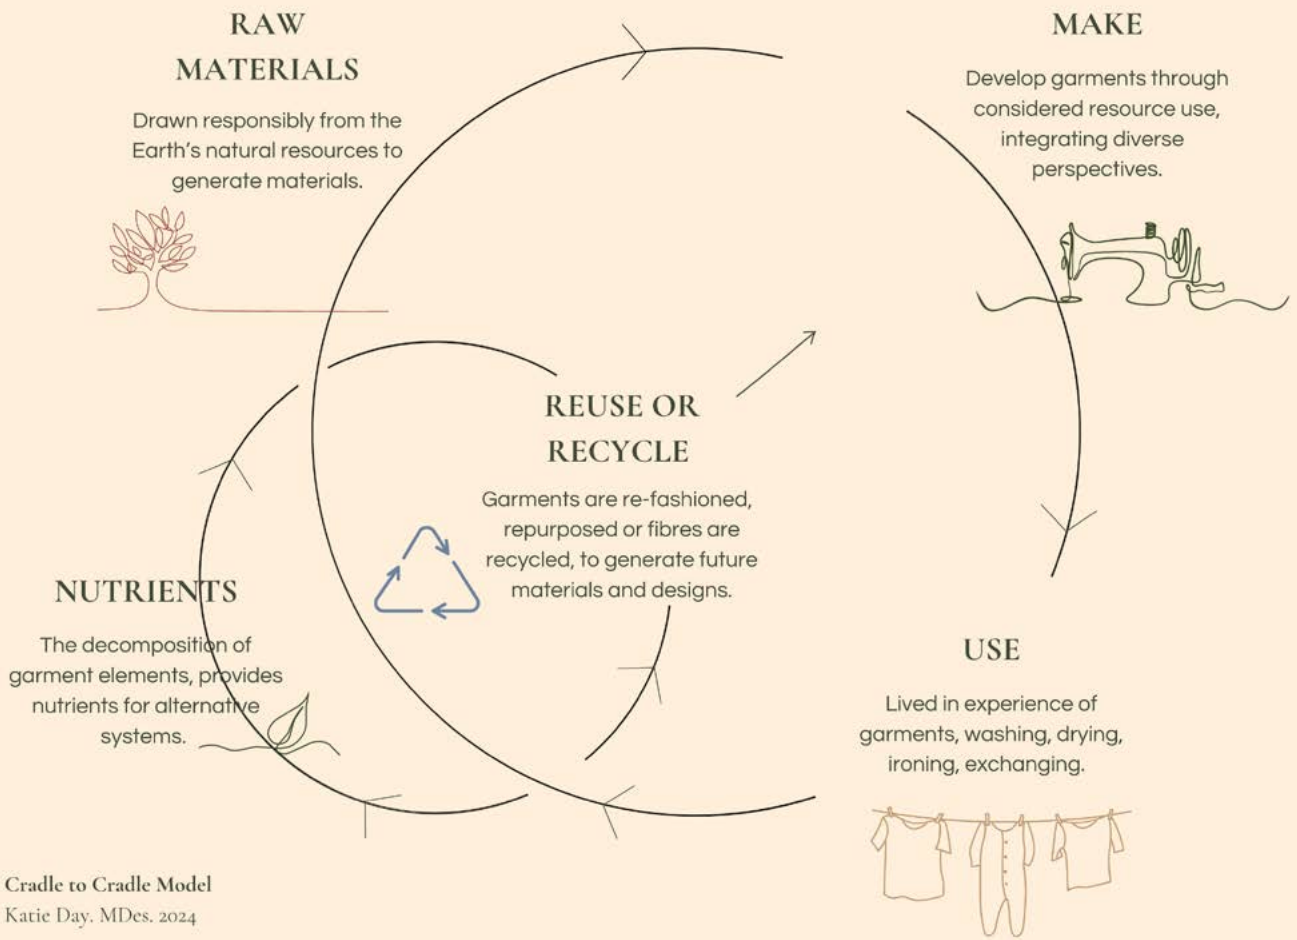 RAW
MATERIALS
Drawn responsibly from the
Earth's natural resources to
generate materials.
MAKE
Develop garments through
considered resource use,
integrating diverse
perspectives.
REUSE OR
RECYCLE
Garments are re-fashioned,
repurposed or fibres are
recycled, to generate future
materials and designs.
NUTRIENTS
The decomposition of
garment elements, provides
nutrients for alternative
systems.
USE
Lived in experience of
garments, washing, drying,
ironing, exchanging.
Cradle to Cradle Model
Katie Day. MDes. 2024